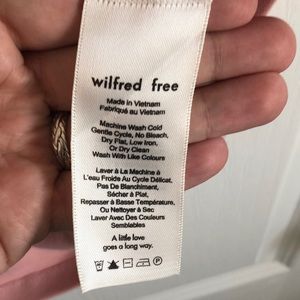 wilfred free
Made in Vietnam
Fabriqué au Vietnam
Machine Wash Cold
Gentle Cycle, No Bleach,
Dry Flat, Low Iron,
Or Dry Clean
Wash With Like Colours
Laver À La Machine À
L'eau Froide Au Cycle Délicat,
Pas De Blanchiment,
Sécher À Plat,
Repasser À Basse Température,
Ou Nettoyer À Sec
Laver Avec Des Couleurs
Semblables
A little love
goes a long way.